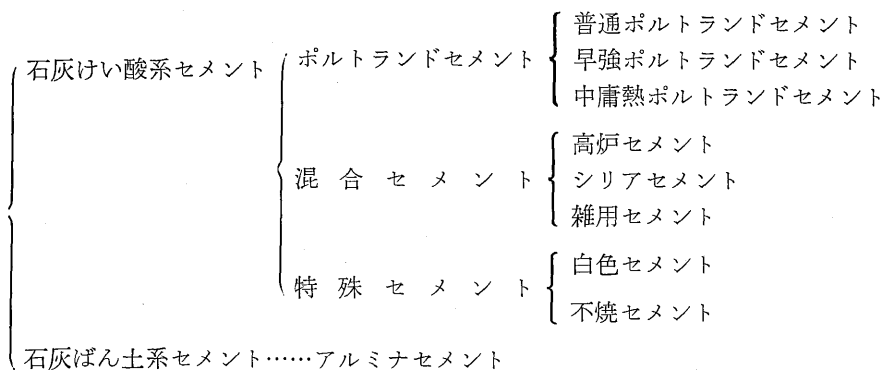 石灰けい酸系セメント
ポルトランドセメント
普通ポルトランドセメント
早強ポルトランドセメント
中庸熱ポルトランドセメント
混合セメント
高炉セメント
シリアセメント
雑用セメント
特殊セメント
白色セメント
不焼セメント
石灰ばん土系セメント……アルミナセメント